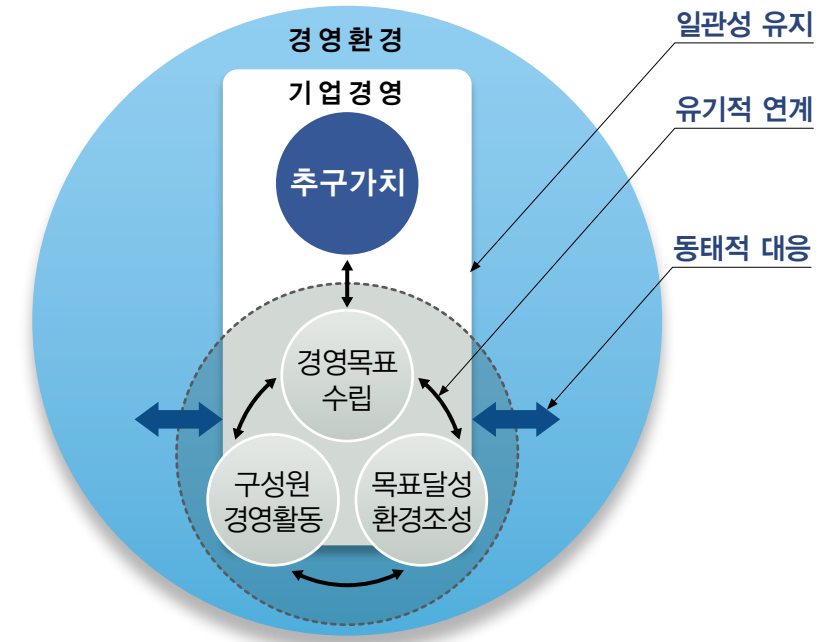 경영환경
기업경영
추구가치
경영목표
수립
구성원
경영활동
목표달성
환경조성
일관성 유지
유기적 연계
동태적 대응